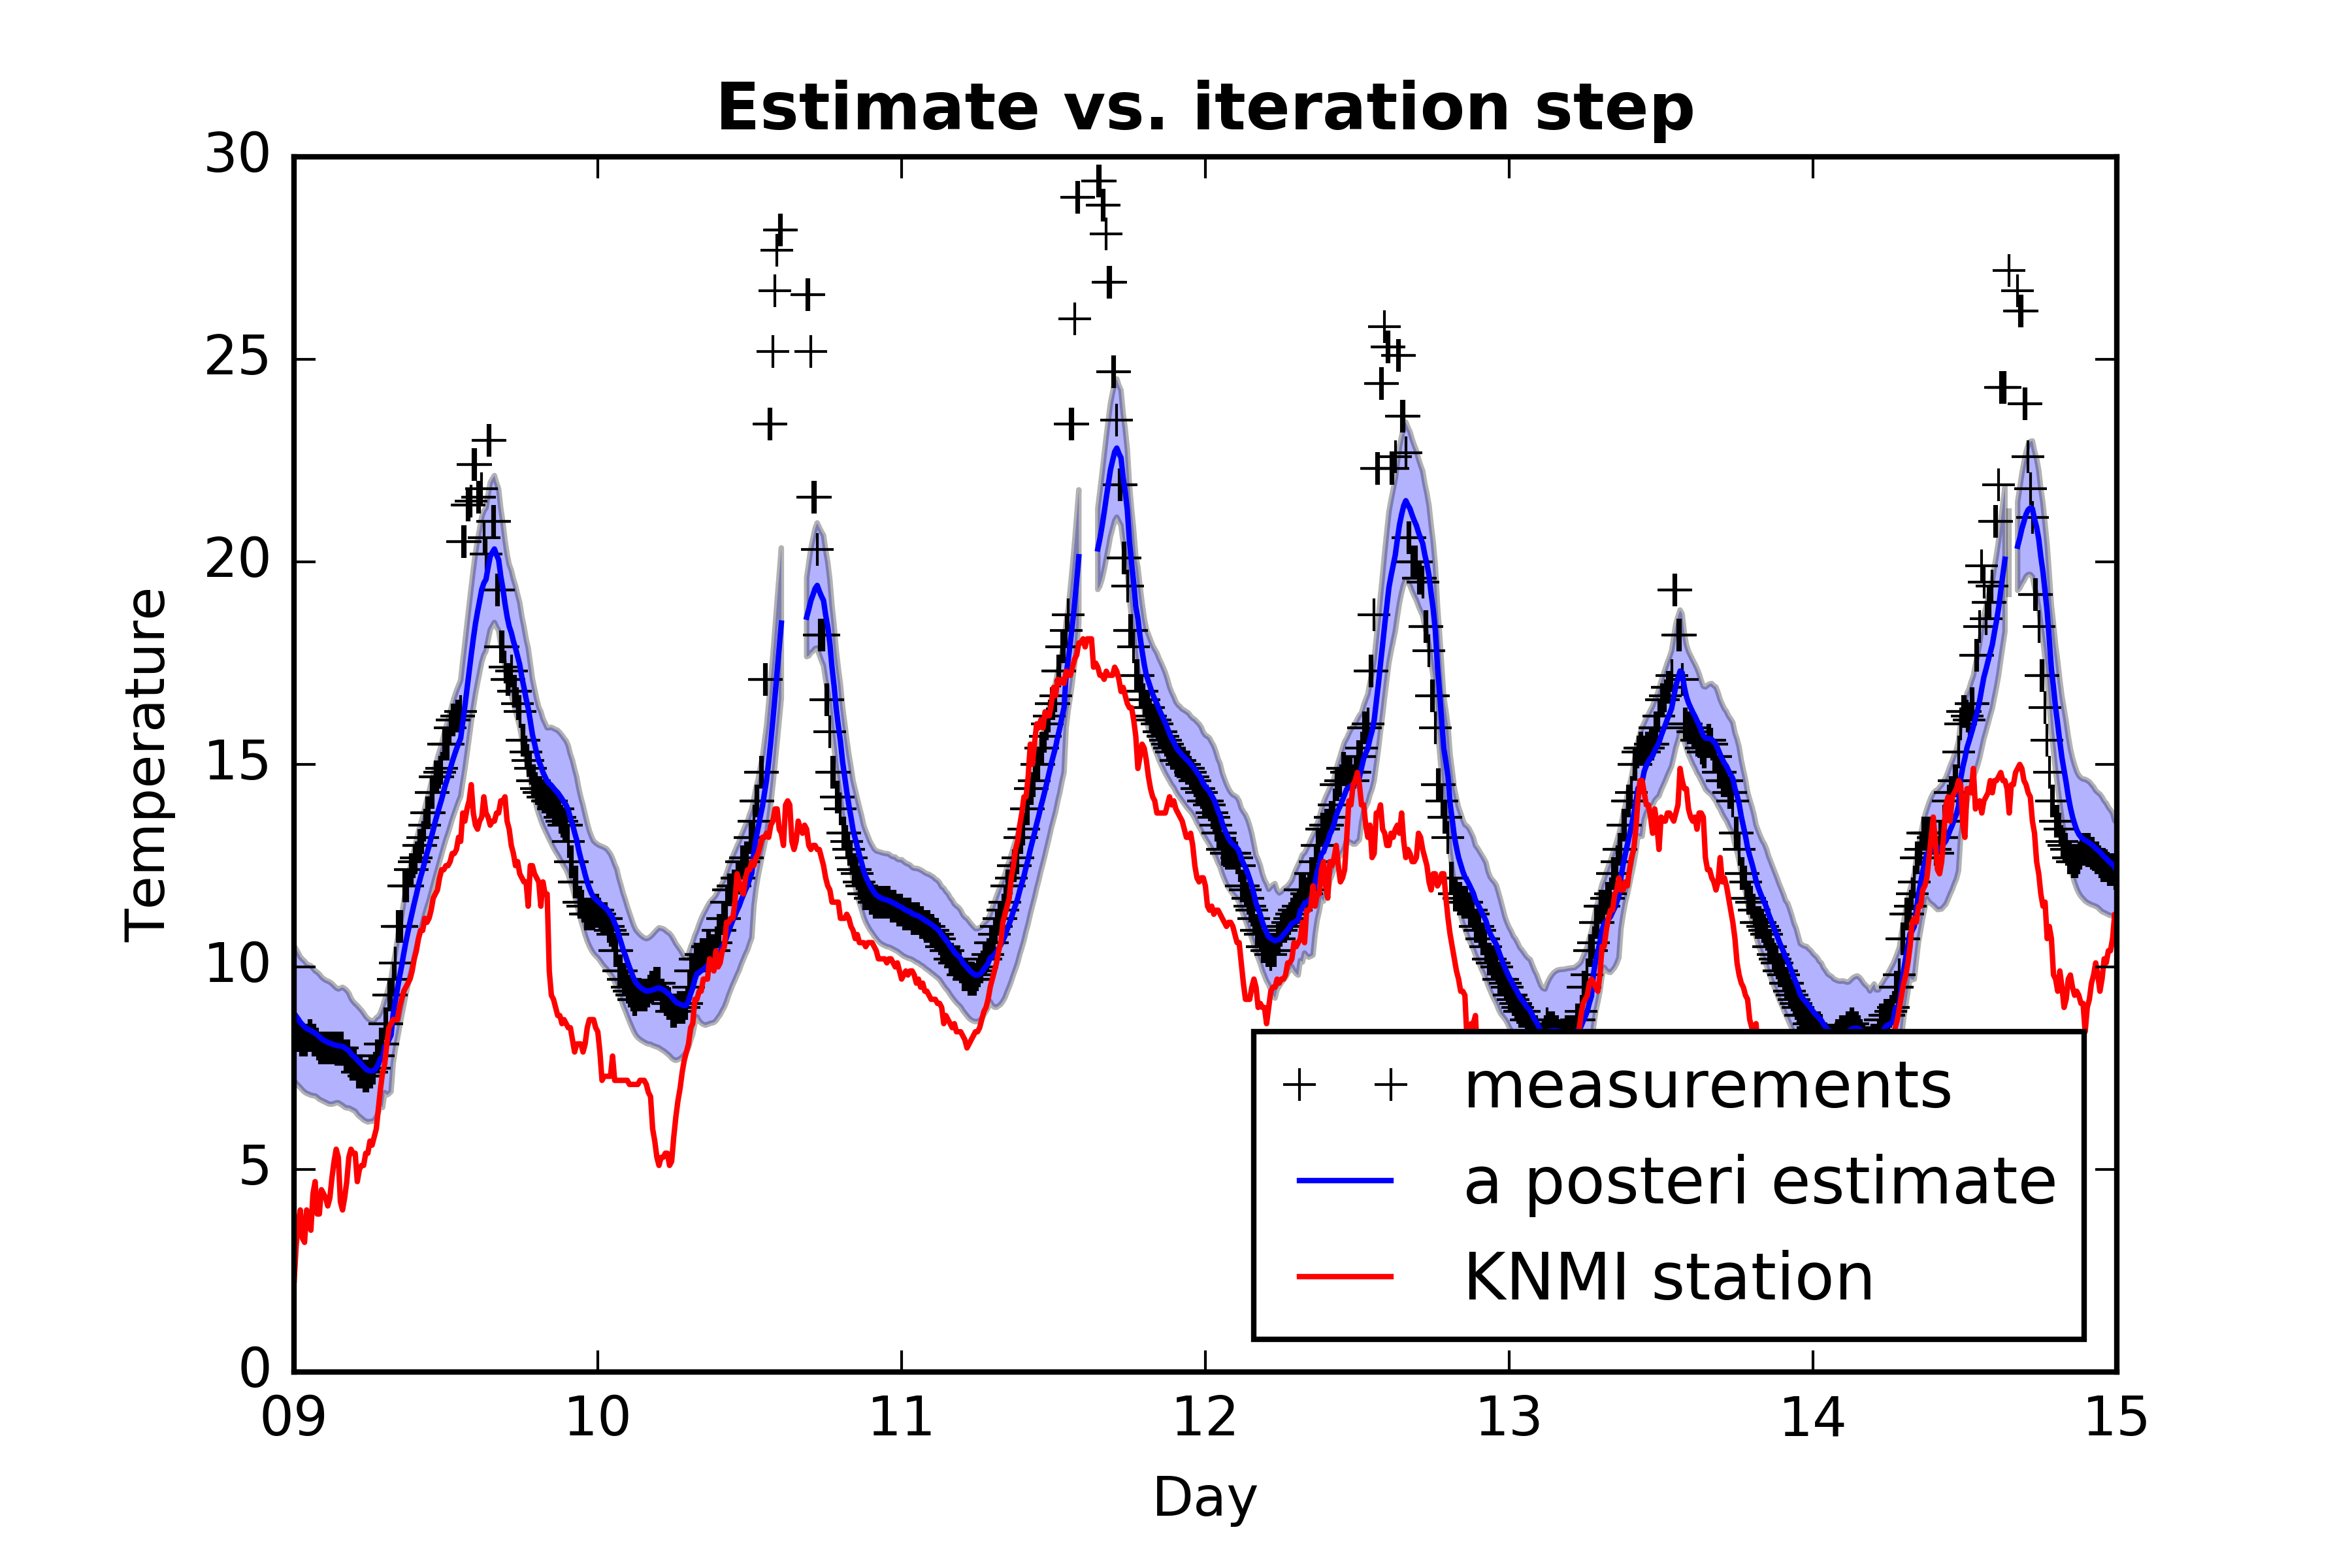 Estimate vs. iteration step
30
25
20
15
10
5
0
Temperature
09 10 11 12 13 14 15
Day
measurements
a posteri estimate
KNMI station